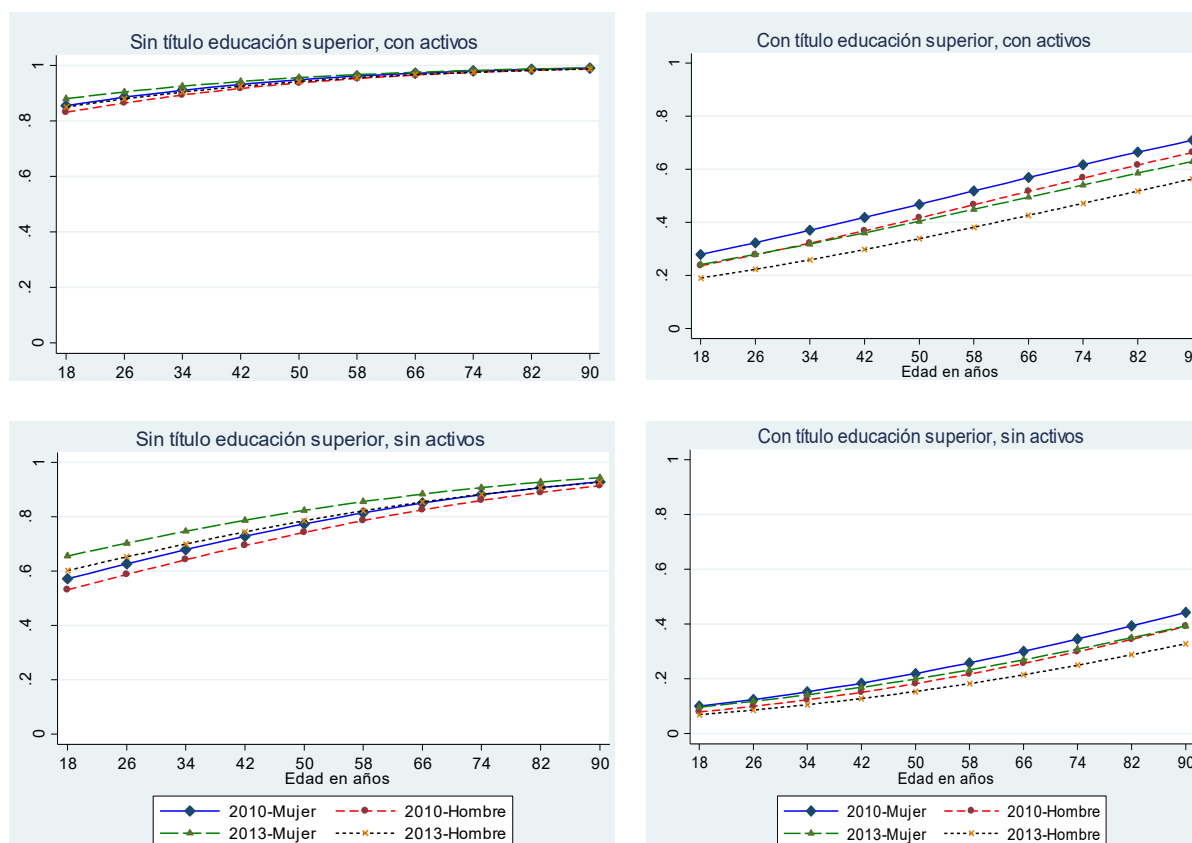 Sin título educación superior, con activos
1
.8
.6
.4
.2
0
18 26 34 42 50 58 66 74 82 90
Con título educación superior, con activos
1
.8
.6
.4
.2
0
18 26 34 42 50 58 66 74 82 90
Edad en años
Sin título educación superior, sin activos
1
.8
.6
.4
.2
0
18 26 34 42 50 58 66 74 82 90
Edad en años
2010-Mujer 2010-Hombre
2013-Mujer 2013-Hombre
Con título educación superior, sin activos
1
.8
.6
.4
.2
0
18 26 34 42 50 58 66 74 82 90
Edad en años
2010-Mujer 2010-Hombre
2013-Mujer 2013-Hombre